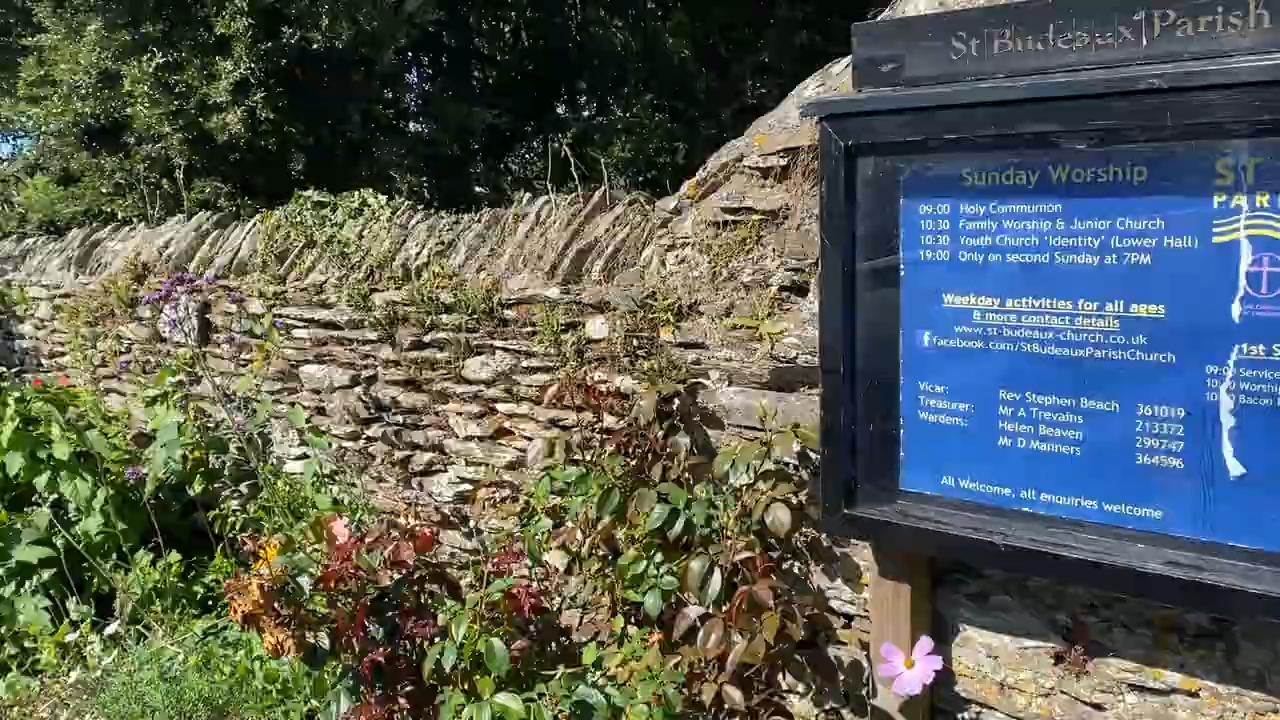 St Budeaux Parish
Sunday Worship
09:00 Holy Communion
10:30 Family Worship & Junior Church
10:30 Youth Church 'Identity' (Lower Hall)
19:00 Only on second Sunday at 7PM
Weekday activities for all ages
& more contact details
www.st-budeaux-church.co.uk
facebook.com/StBudeauxParishChurch
Vicar: Rev Stephen Beach 361019
Treasurer: Mr A Trevains 213372
Wardens: Helen Beaven 299747
Mr D Manners 364596
All Welcome, all enquiries welcome
ST
PAR
1st S
09:00 Service
Worshi
Bacon